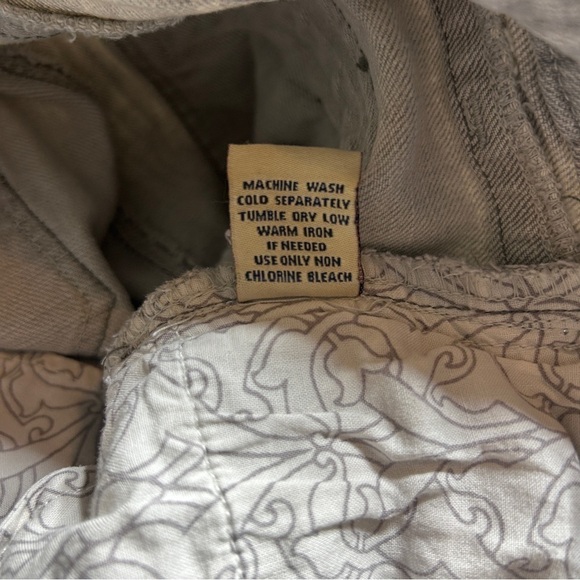 MACHINE WASH
COLD SEPARATELY
TUMBLE DRY LOW
WARM IRON
IF NEEDED
USE ONLY NON
CHLORINE BLEACH